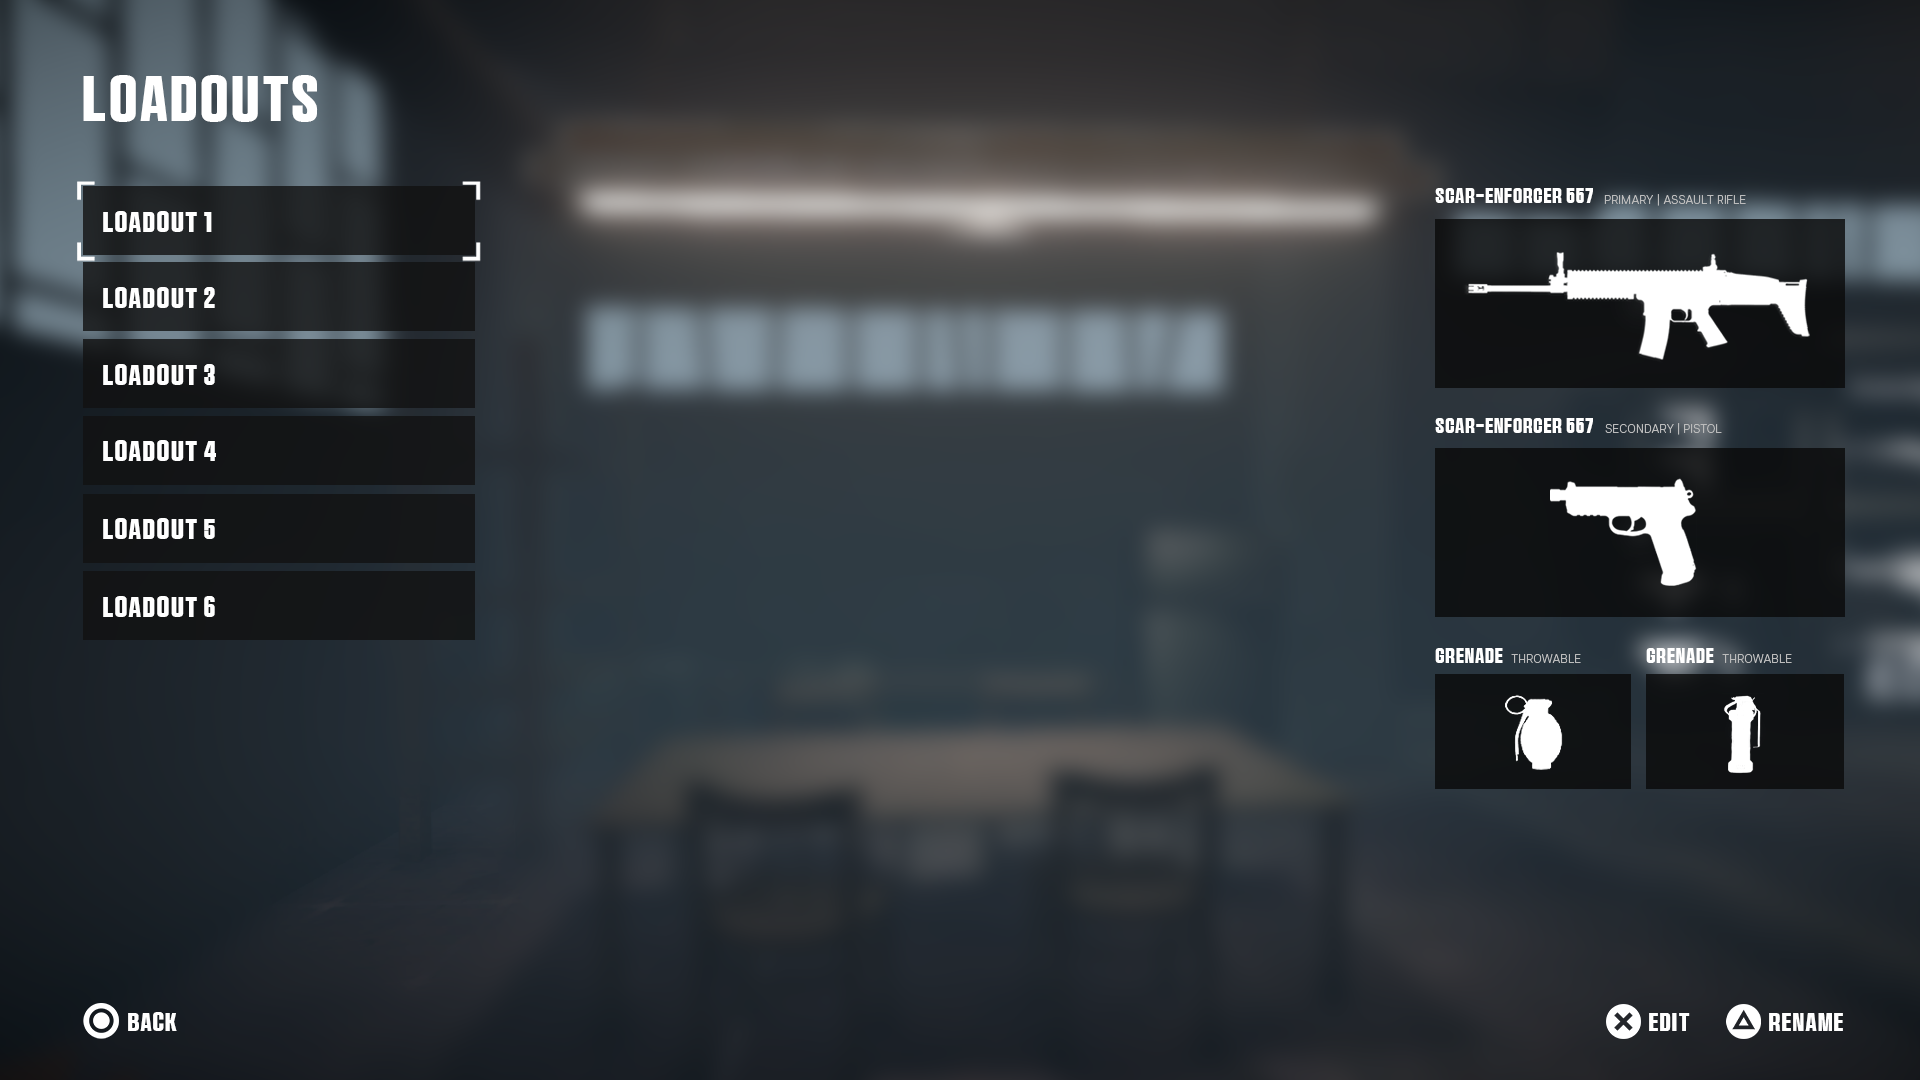 LOADOUTS
LOADOUT 1
LOADOUT 2
LOADOUT 3
LOADOUT 4
LOADOUT 5
LOADOUT 6
SCAR-ENFORCER 557 PRIMARY | ASSAULT RIFLE
SCAR-ENFORCER 557 SECONDARY | PISTOL
GRENADE THROWABLE
GRENADE THROWABLE
BACK
EDIT
RENAME